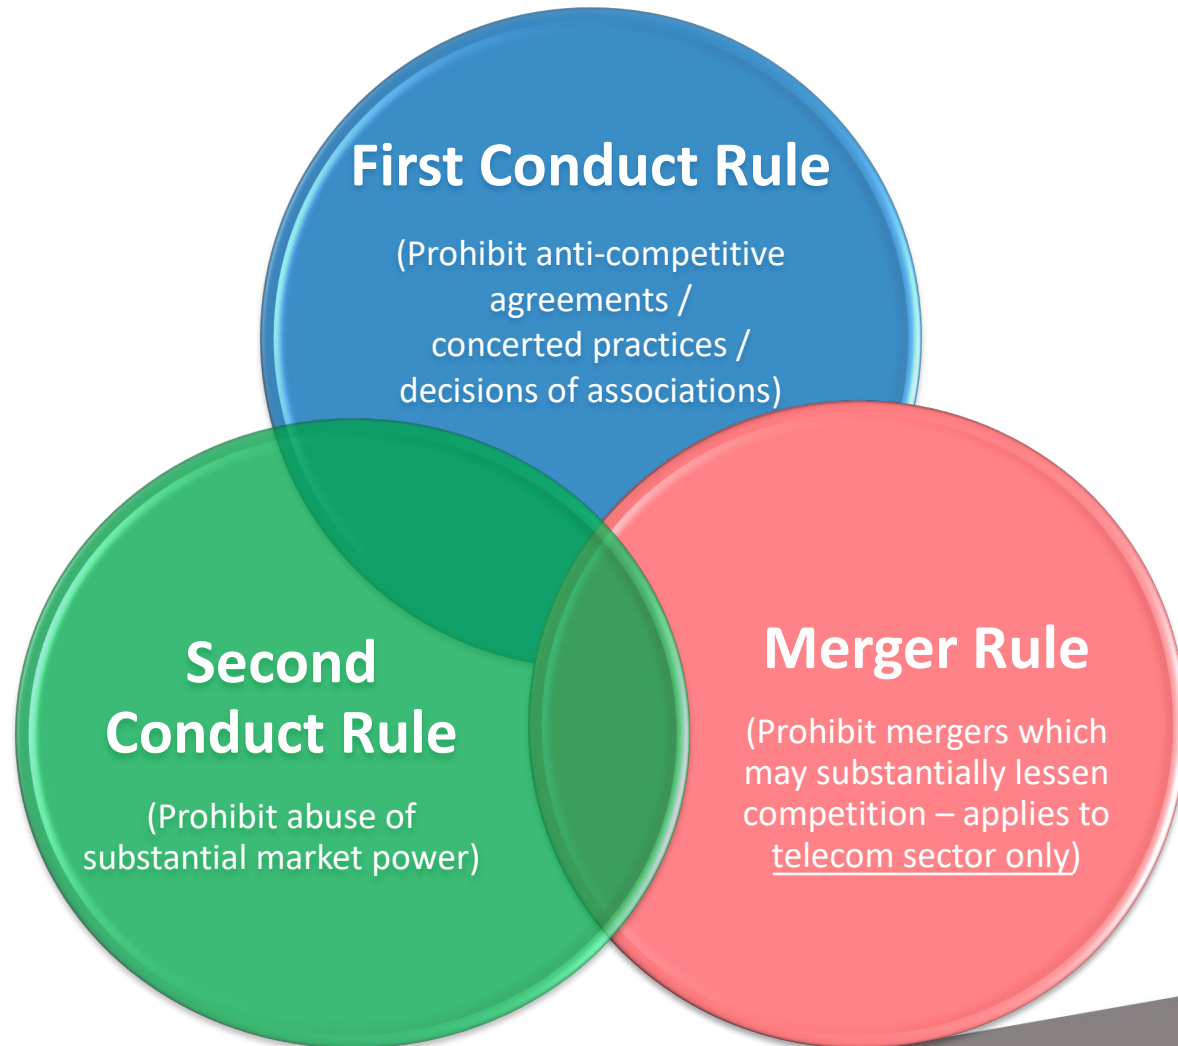 First Conduct Rule
(Prohibit anti-competitive
agreements /
concerted practices /
decisions of associations)
Second
Conduct Rule
(Prohibit abuse of
substantial market power)
Merger Rule
(Prohibit mergers which
may substantially lessen
competition – applies to
telecom sector only)